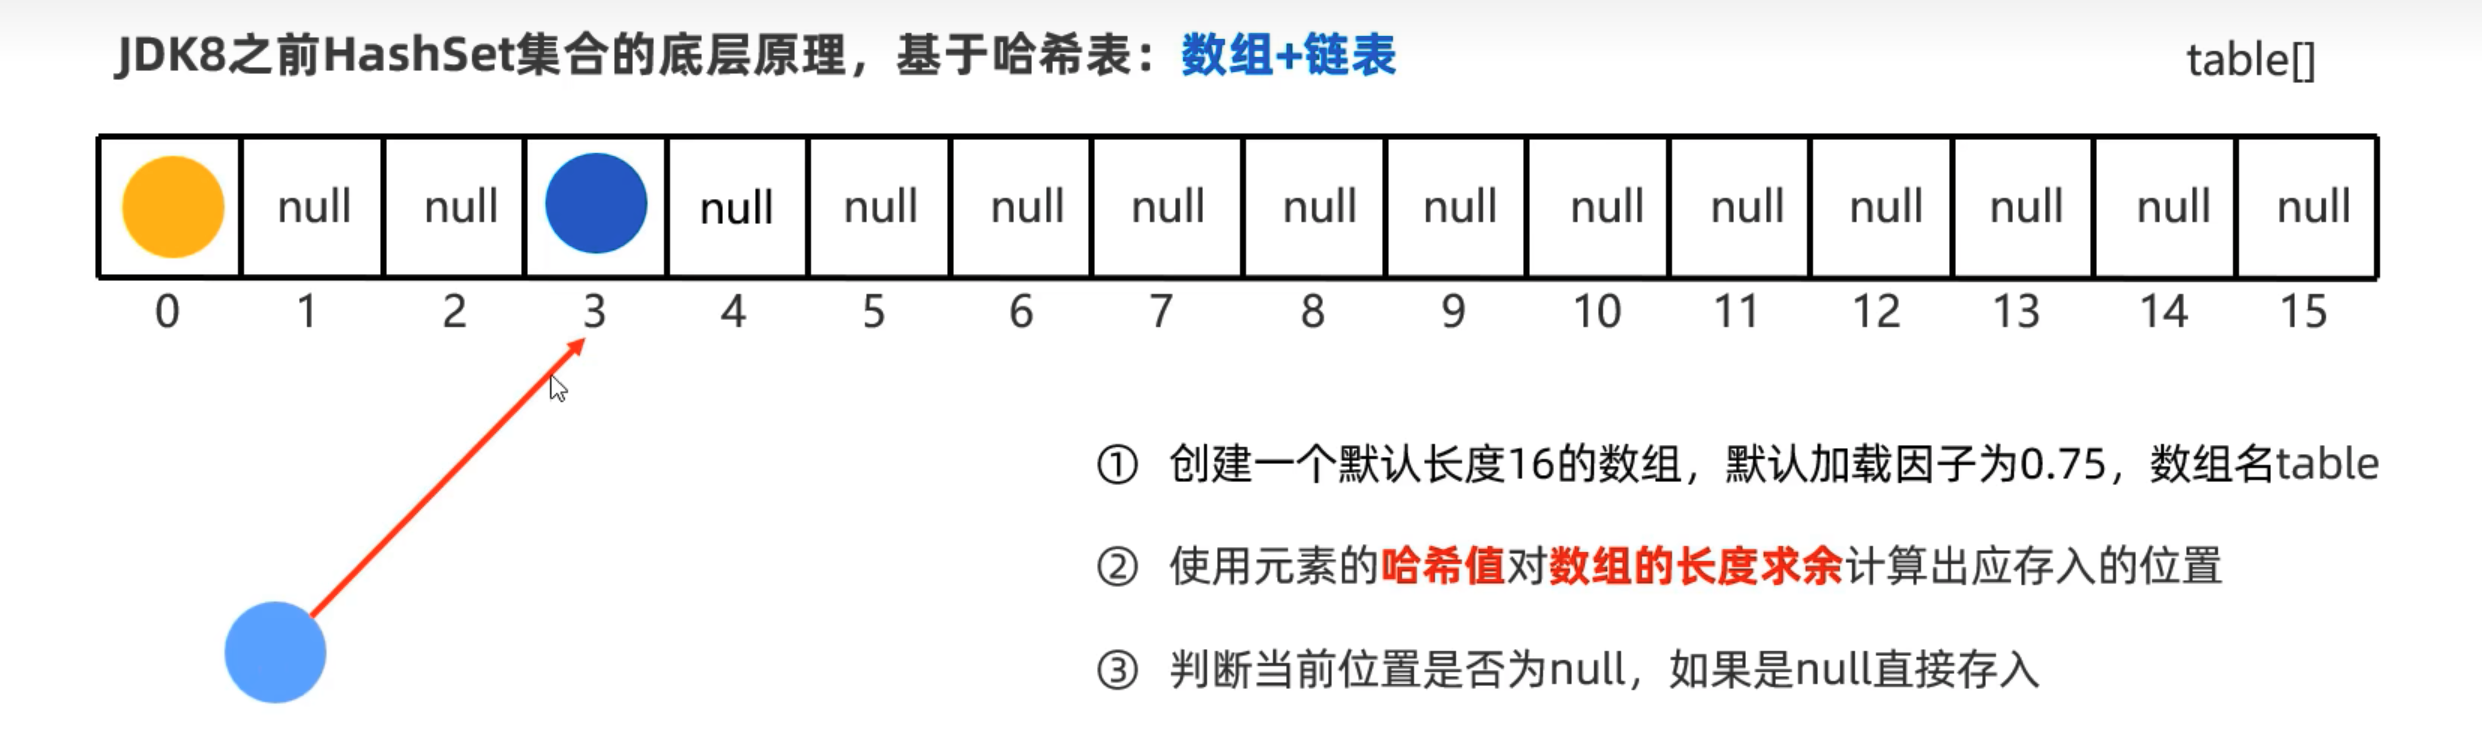 JDK8之前HashSet集合的底层原理，基于哈希表：数组+链表 table[]
null null null null null null null null null null null null null null
0 1 2 3 4 5 6 7 8 9 10 11 12 13 14 15
① 创建一个默认长度16的数组，默认加载因子为0.75，数组名table
② 使用元素的哈希值对数组的长度求余计算出应存入的位置
③ 判断当前位置是否为null，如果是null直接存入